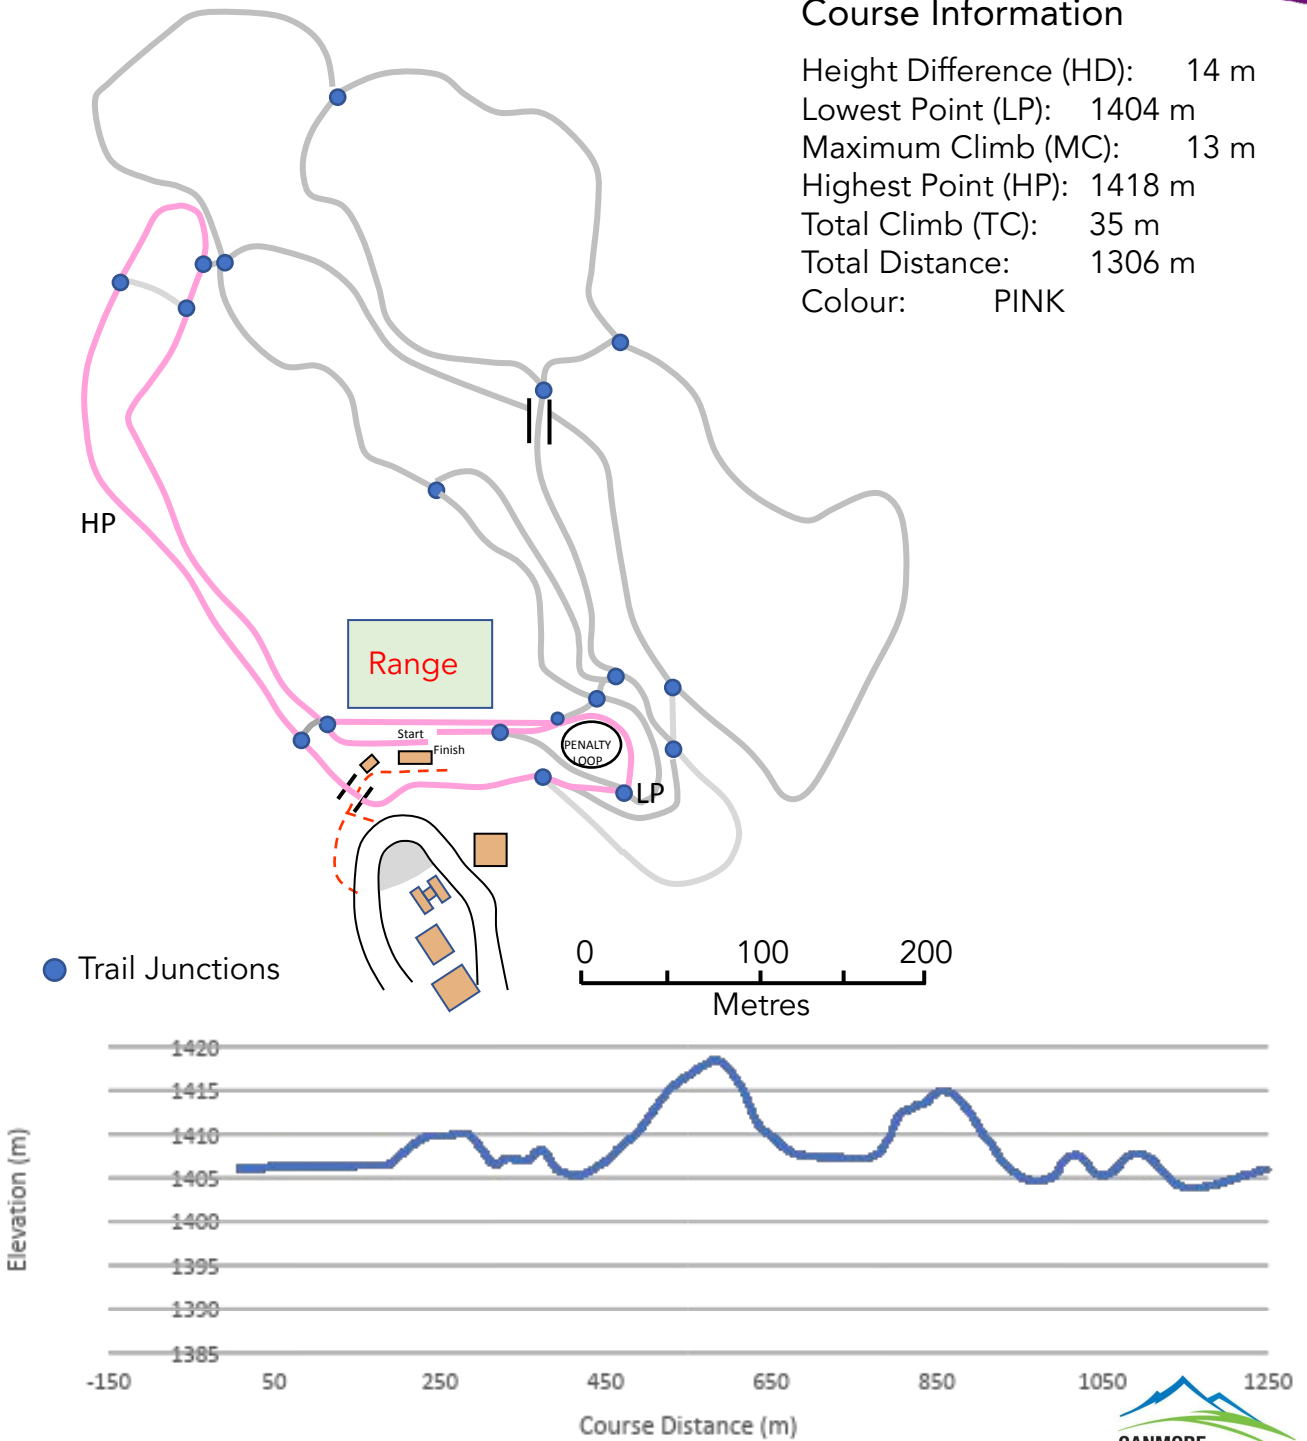 Course Information
Height Difference (HD): 14 m
Lowest Point (LP): 1404 m
Maximum Climb (MC): 13 m
Highest Point (HP): 1418 m
Total Climb (TC): 35 m
Total Distance: 1306 m
Colour: PINK
HP
Range
Start
Finish
PENALTY
LOOP
LP
Trail Junctions
0 100 200
Metres
1420
1415
1410
1405
1400
1395
1390
1385
Elevation (m)
-150 50 250 450 650 850 1050 1250
Course Distance (m)
CANMORE